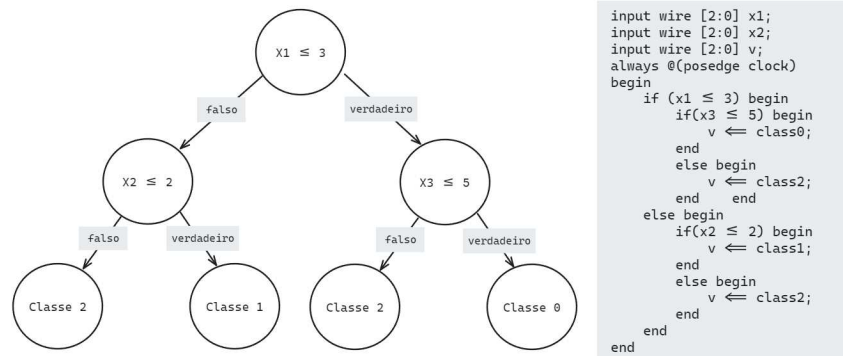 X1 ≤ 3
falso
verdadeiro
X2 ≤ 2
X3 ≤ 5
falso
verdadeiro
falso
verdadeiro
Classe 2
Classe 1
Classe 2
Classe 0
input wire [2:0] x1;
input wire [2:0] x2;
input wire [2:0] v;
always @(posedge clock)
begin
    if (x1 ≤ 3) begin
        if(x3 ≤ 5) begin
            v ⟸ class0;
        end
        else begin
            v ⟸ class2;
        end    end
    else begin
        if(x2 ≤ 2) begin
            v ⟸ class1;
        end
        else begin
            v ⟸ class2;
        end
    end
end